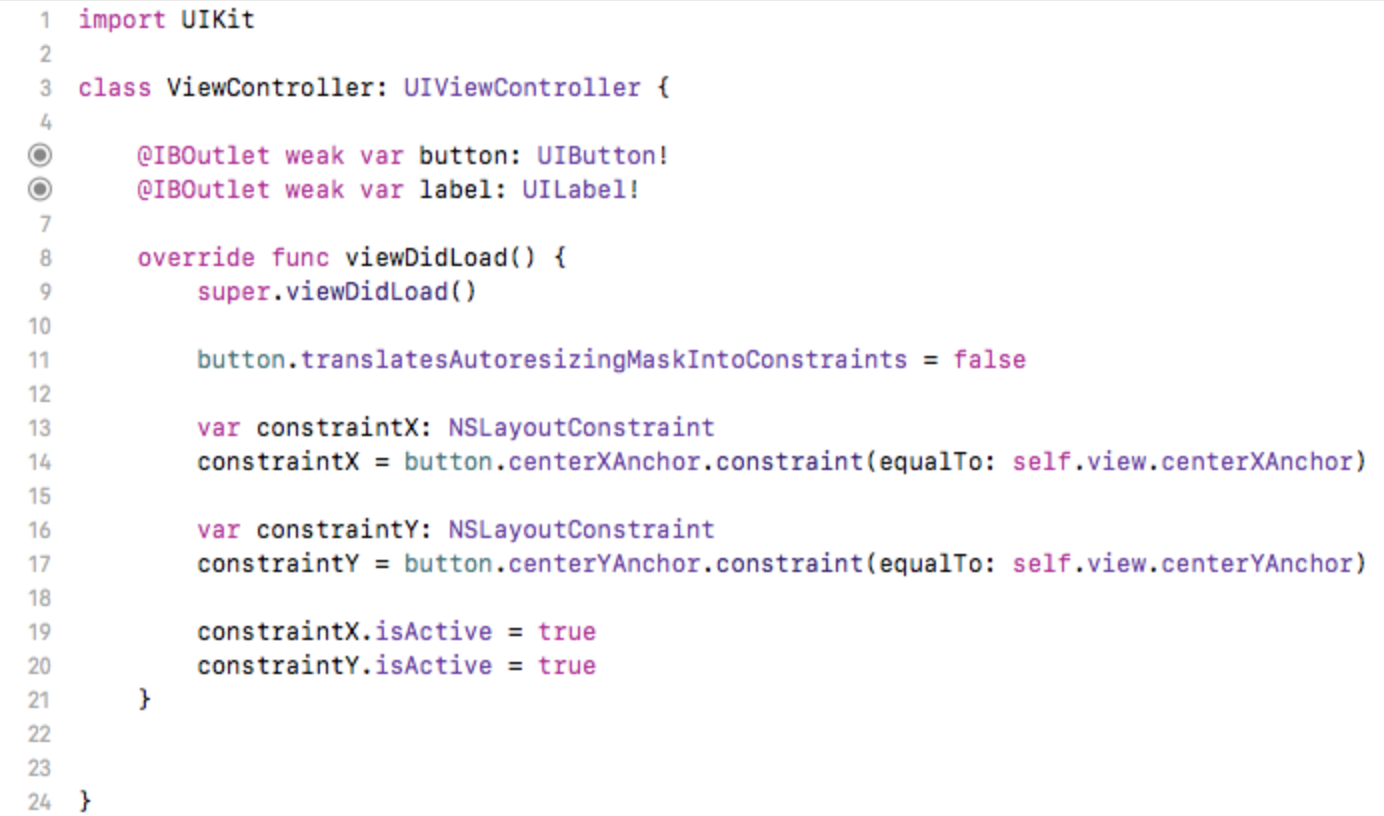 1 import UIKit
2
3 class ViewController: UIViewController {
4
@IBOutlet weak var button: UIButton!
@IBOutlet weak var label: UILabel!
7
8 override func viewDidLoad() {
9 super.viewDidLoad()
10
11 button.translatesAutoresizingMaskIntoConstraints = false
12
13 var constraintX: NSLayoutConstraint
14 constraintX = button.centerXAnchor.constraint(equalTo: self.view.centerXAnchor)
15
16 var constraintY: NSLayoutConstraint
17 constraintY = button.centerYAnchor.constraint(equalTo: self.view.centerYAnchor)
18
19 constraintX.isActive = true
20 constraintY.isActive = true
21 }
22
23
24 }